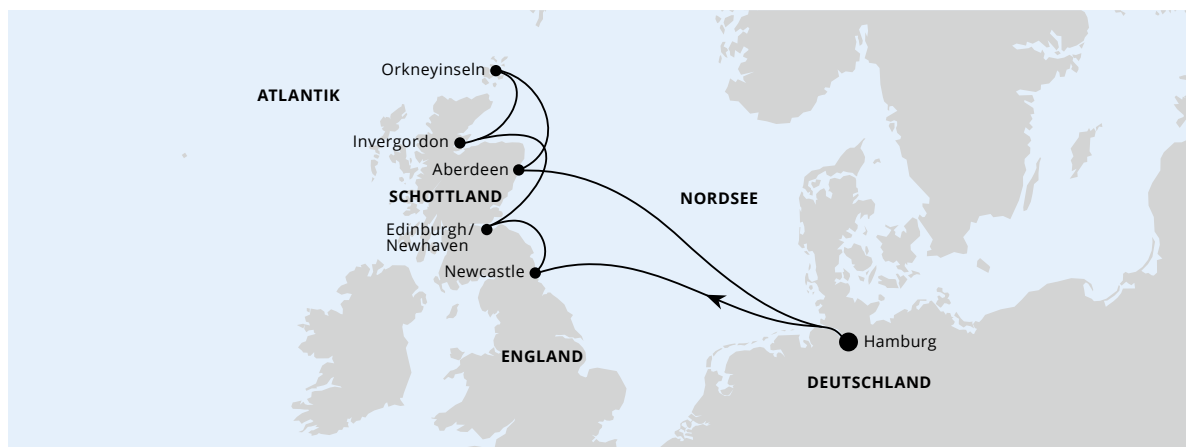 Orkneyinseln
ATLANTIK
Invergordon
Aberdeen
SCHOTTLAND
NORDSEE
Edinburgh/
Newhaven
Newcastle
Hamburg
ENGLAND
DEUTSCHLAND